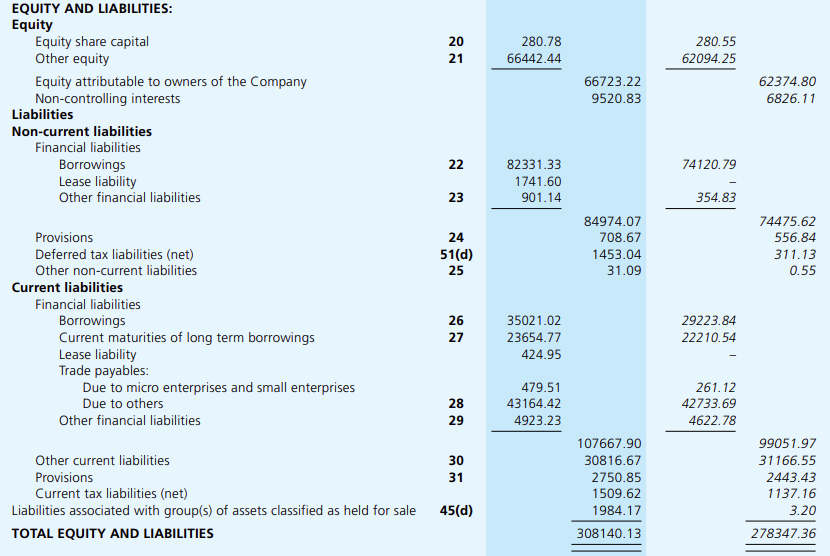 EQUITY AND LIABILITIES:
Equity
Equity share capital 20 280.78 280.55
Other equity 21 66442.44 62094.25
Equity attributable to owners of the Company 66723.22 62374.80
Non-controlling interests 9520.83 6826.11
Liabilities
Non-current liabilities
Financial liabilities
Borrowings 22 82331.33 74120.79
Lease liability 1741.60 –
Other financial liabilities 23 901.14 354.83
84974.07 74475.62
Provisions 24 708.67 556.84
Deferred tax liabilities (net) 51(d) 1453.04 311.13
Other non-current liabilities 25 31.09 0.55
Current liabilities
Financial liabilities
Borrowings 26 35021.02 29223.84
Current maturities of long term borrowings 27 23654.77 22210.54
Lease liability 424.95 –
Trade payables:
Due to micro enterprises and small enterprises 479.51 261.12
Due to others 28 43164.42 42733.69
Other financial liabilities 29 4923.23 4622.78
107667.90 99051.97
Other current liabilities 30 30816.67 31166.55
Provisions 31 2750.85 2443.43
Current tax liabilities (net) 1509.62 1137.16
Liabilities associated with group(s) of assets classified as held for sale 45(d) 1984.17 3.20
TOTAL EQUITY AND LIABILITIES 308140.13 278347.36